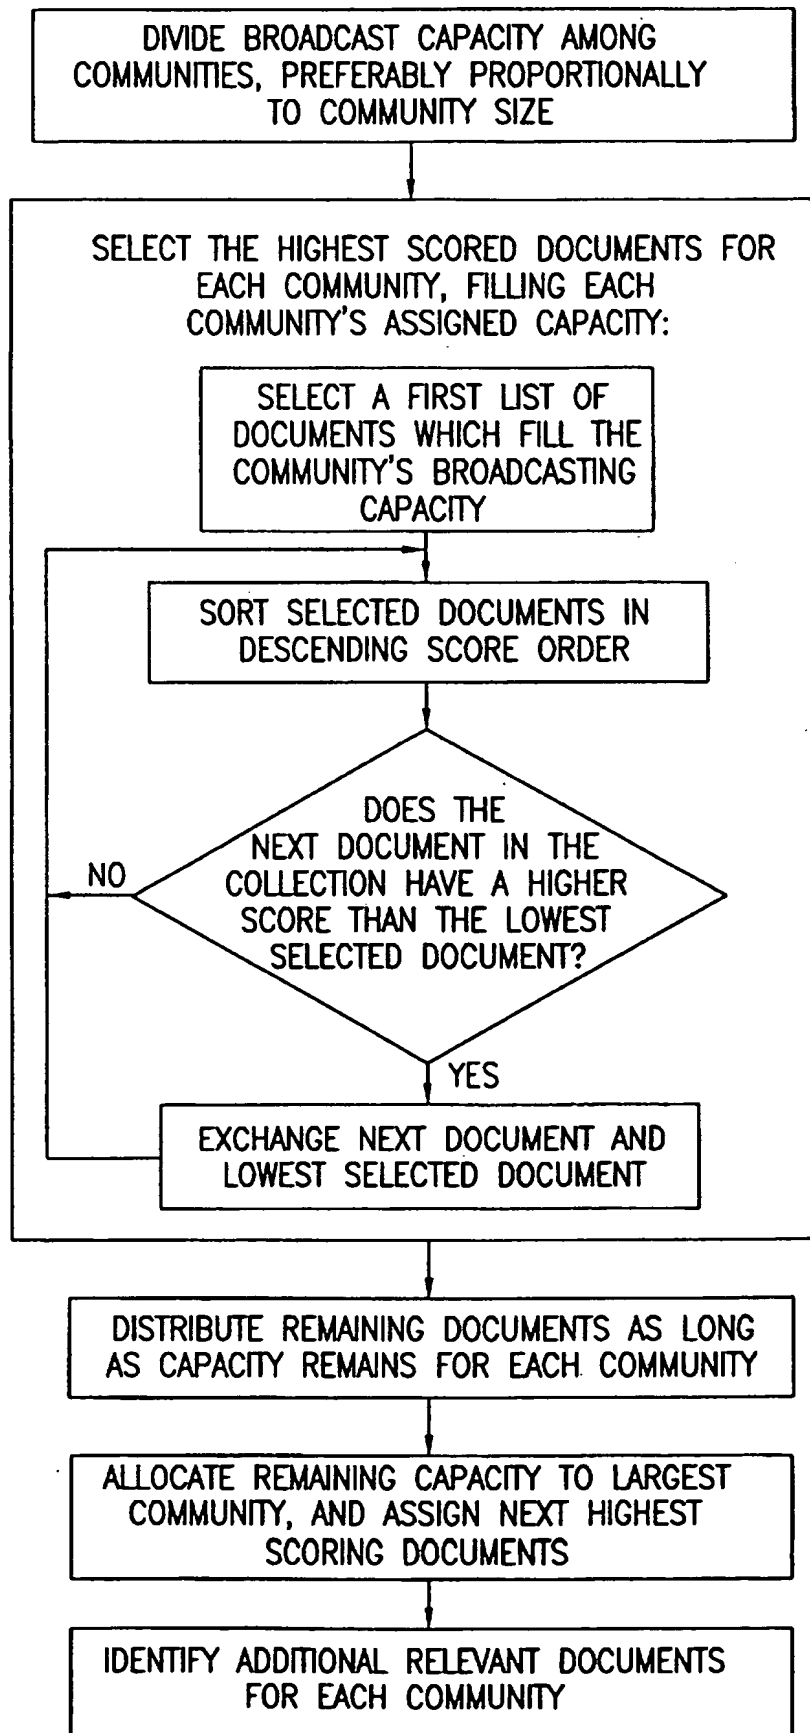 DIVIDE BROADCAST CAPACITY AMONG
COMMUNITIES, PREFERABLY PROPORTIONALLY
TO COMMUNITY SIZE
SELECT THE HIGHEST SCORED DOCUMENTS FOR
EACH COMMUNITY, FILLING EACH
COMMUNITY'S ASSIGNED CAPACITY:
SELECT A FIRST LIST OF
DOCUMENTS WHICH FILL THE
COMMUNITY'S BROADCASTING
CAPACITY
SORT SELECTED DOCUMENTS IN
DESCENDING SCORE ORDER
DOES THE
NEXT DOCUMENT IN THE
COLLECTION HAVE A HIGHER
SCORE THAN THE LOWEST
SELECTED DOCUMENT?
NO
YES
EXCHANGE NEXT DOCUMENT AND
LOWEST SELECTED DOCUMENT
DISTRIBUTE REMAINING DOCUMENTS AS LONG
AS CAPACITY REMAINS FOR EACH COMMUNITY
ALLOCATE REMAINING CAPACITY TO LARGEST
COMMUNITY, AND ASSIGN NEXT HIGHEST
SCORING DOCUMENTS
IDENTIFY ADDITIONAL RELEVANT DOCUMENTS
FOR EACH COMMUNITY